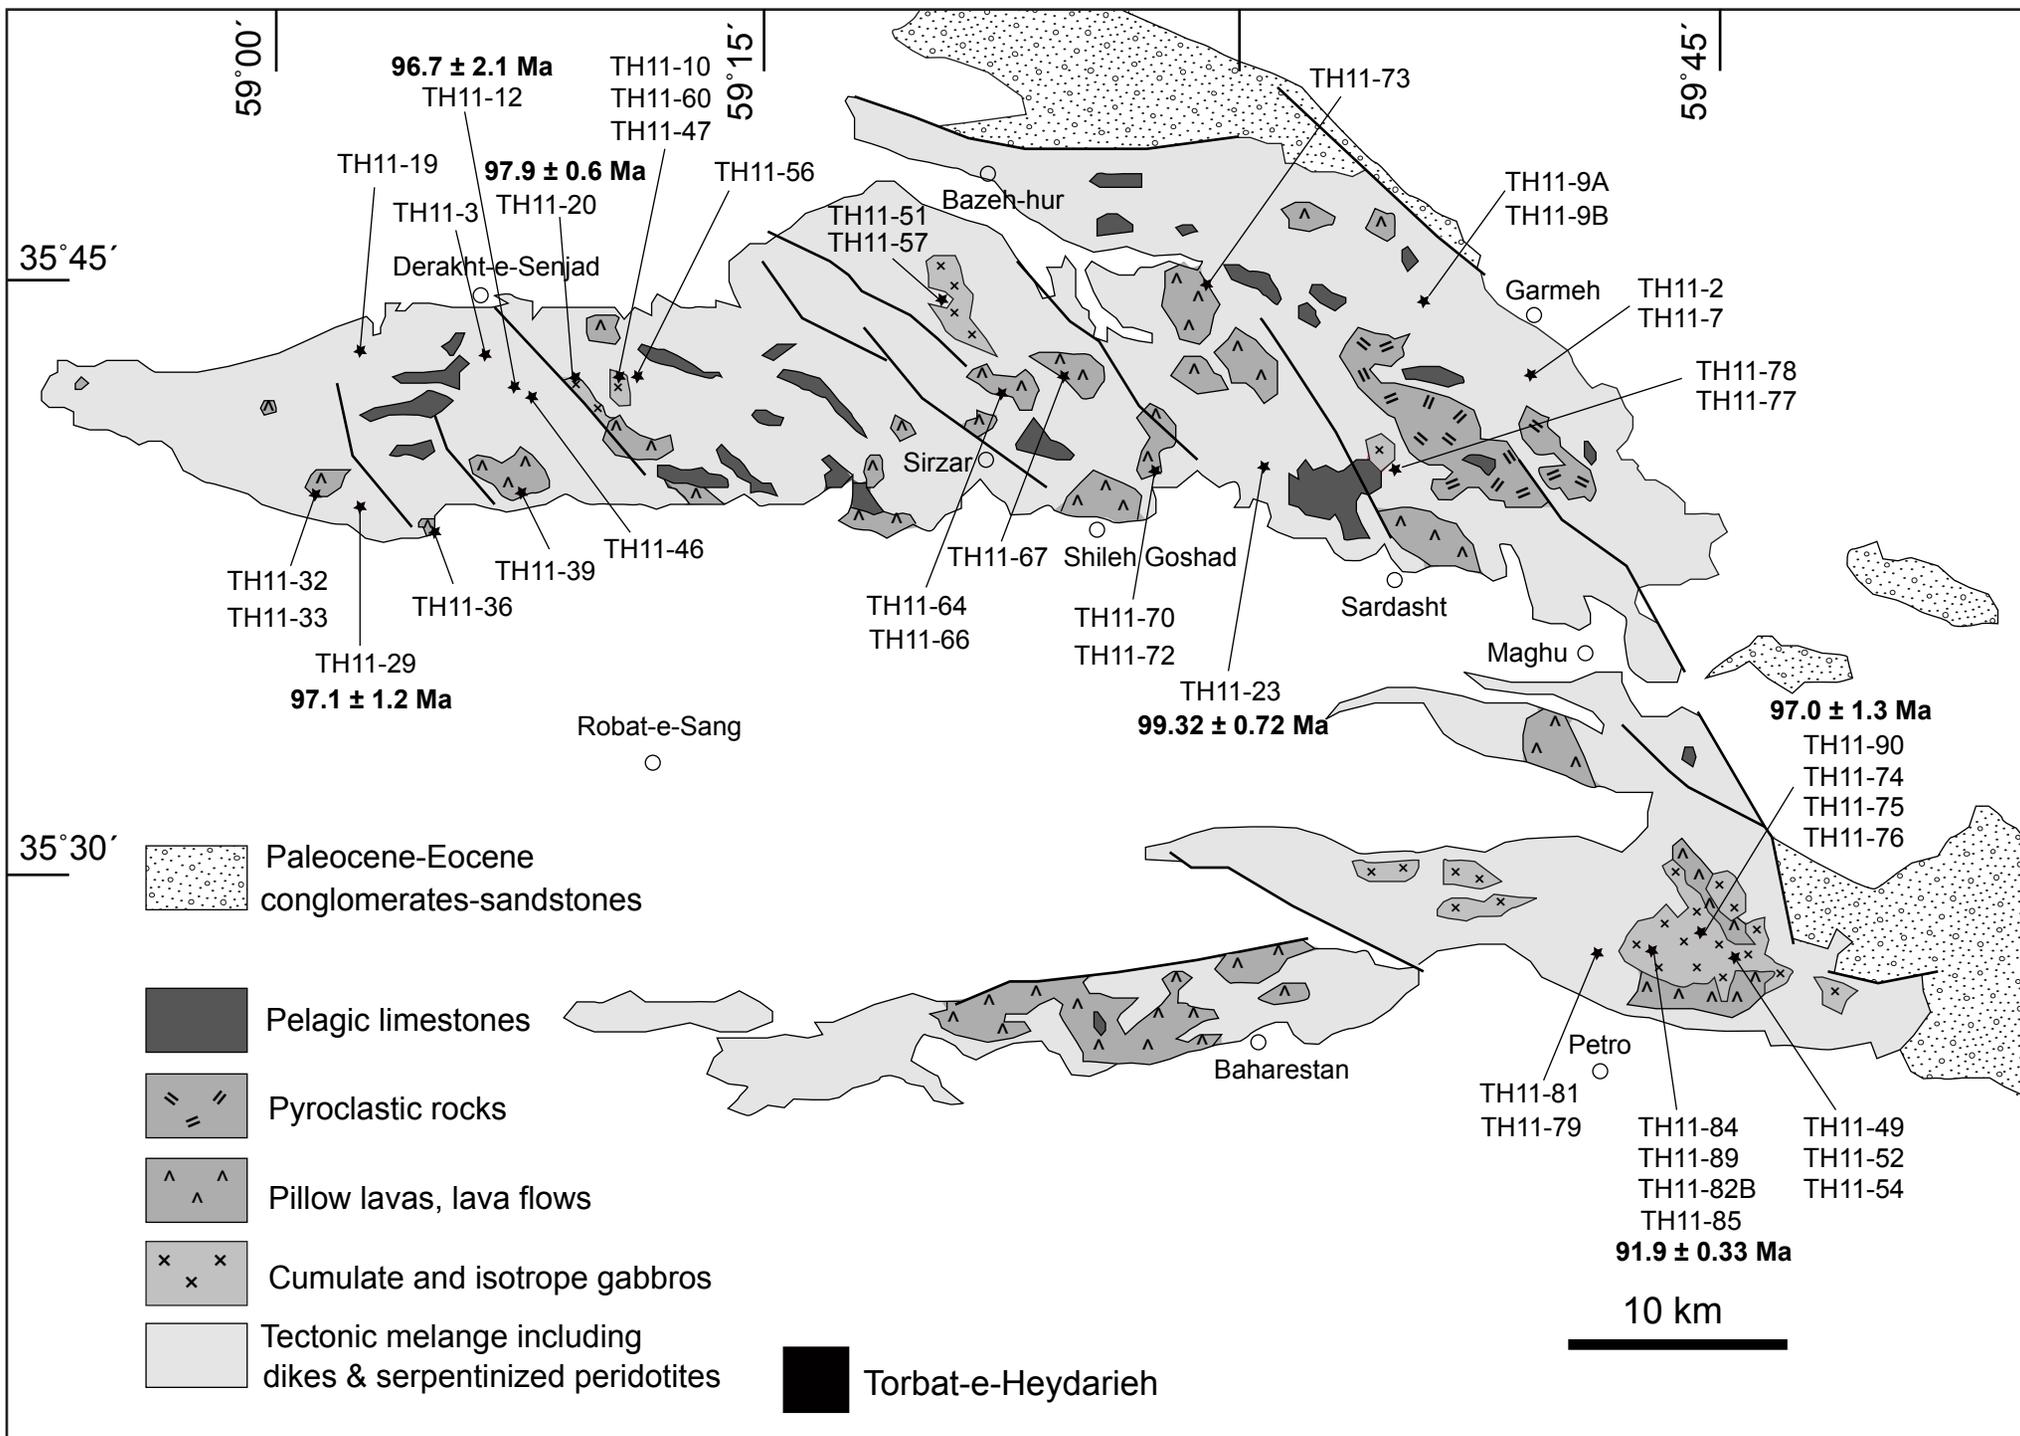 59°00´
59°15´
59°45´
96.7 ± 2.1 Ma
TH11-12
TH11-10
TH11-60
TH11-47
TH11-73
TH11-19
97.9 ± 0.6 Ma
TH11-20
TH11-56
TH11-3
TH11-51
TH11-57
Bazeh-hur
TH11-9A
TH11-9B
35°45´
Derakht-e-Senjad
Garmeh
TH11-2
TH11-7
TH11-78
TH11-77
Sirzar
TH11-46
TH11-39
TH11-36
TH11-32
TH11-33
TH11-29
97.1 ± 1.2 Ma
TH11-67
Shileh Goshad
TH11-64
TH11-66
TH11-70
TH11-72
Sardasht
TH11-23
99.32 ± 0.72 Ma
Maghu
Robat-e-Sang
97.0 ± 1.3 Ma
TH11-90
TH11-74
TH11-75
TH11-76
35°30´
Paleocene-Eocene
conglomerates-sandstones
Pelagic limestones
Pyroclastic rocks
Pillow lavas, lava flows
Cumulate and isotrope gabbros
Tectonic melange including
dikes & serpentinized peridotites
Torbat-e-Heydarieh
Baharestan
Petro
TH11-81
TH11-79
TH11-84
TH11-89
TH11-82B
TH11-85
91.9 ± 0.33 Ma
TH11-49
TH11-52
TH11-54
10 km